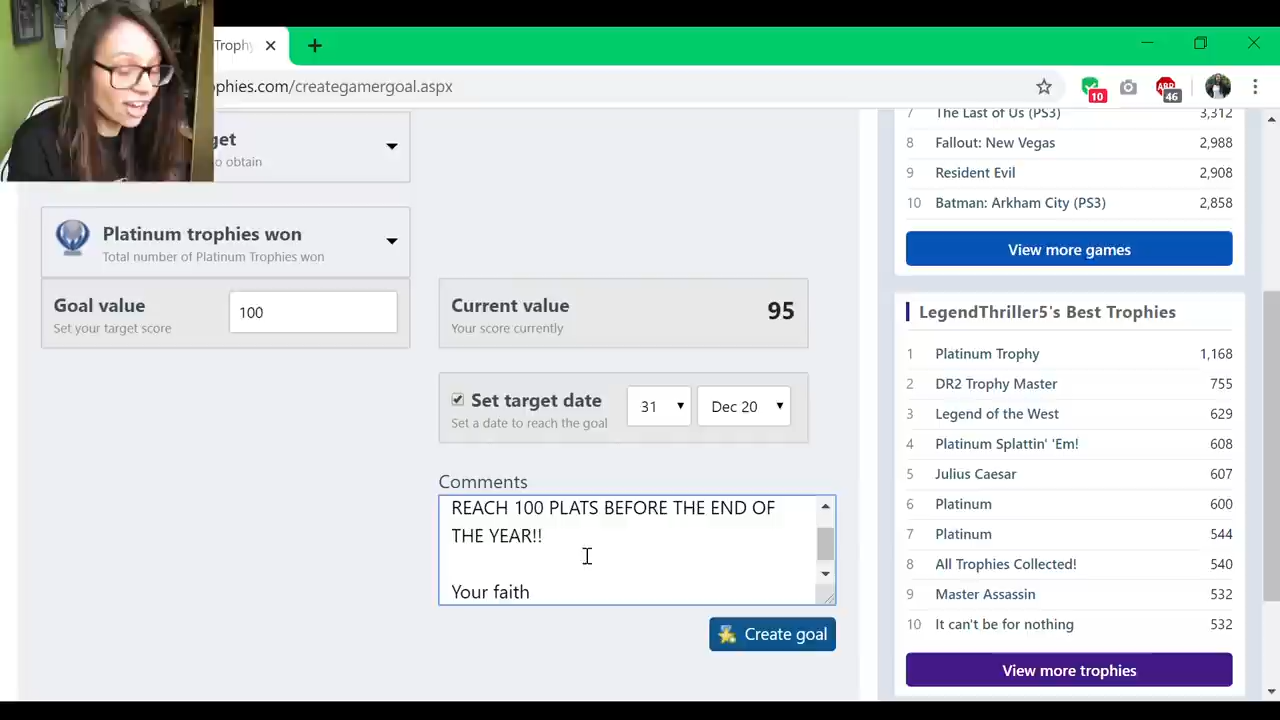 Trophy
phies.com/creategamergoal.aspx
10
ABP
46
get
o obtain
Platinum trophies won
Total number of Platinum Trophies won
Goal value
Set your target score
100
Current value
Your score currently
95
Set target date
Set a date to reach the goal
31
Dec 20
Comments
REACH 100 PLATS BEFORE THE END OF
THE YEAR!!
Your faith
Create goal
7 The Last of Us (PS3) 3,312
8 Fallout: New Vegas 2,988
9 Resident Evil 2,908
10 Batman: Arkham City (PS3) 2,858
View more games
LegendThriller5's Best Trophies
1 Platinum Trophy 1,168
2 DR2 Trophy Master 755
3 Legend of the West 629
4 Platinum Splattin' 'Em! 608
5 Julius Caesar 607
6 Platinum 600
7 Platinum 544
8 All Trophies Collected! 540
9 Master Assassin 532
10 It can't be for nothing 532
View more trophies